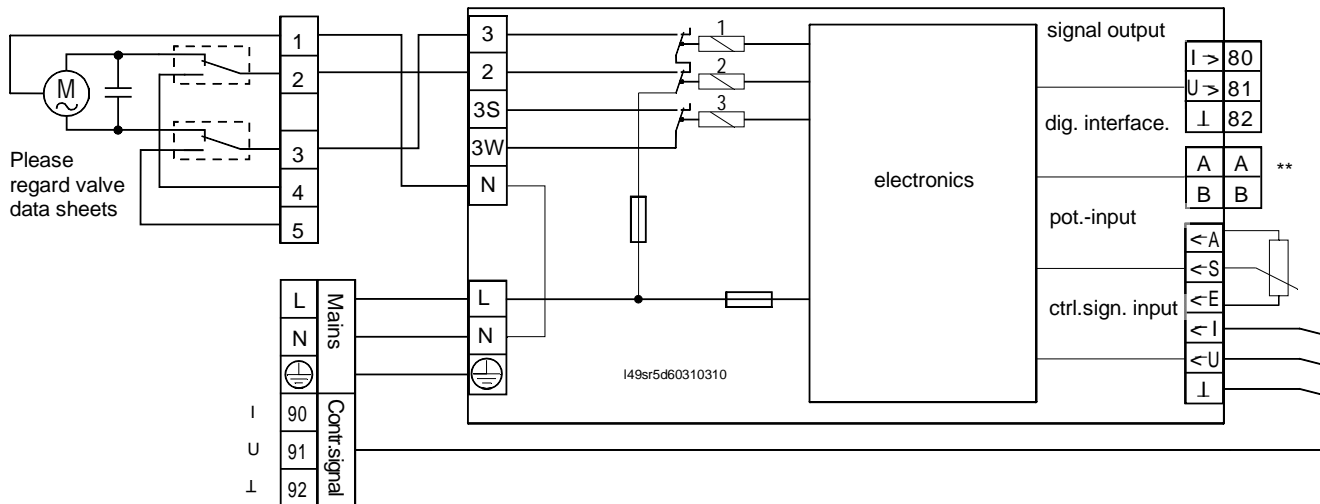 M
~
Please
regard valve
data sheets
1
2
3
4
5
3
2
3S
3W
N
1
2
3
electronics
signal output
dig. interface.
pot.-input
ctrl.sign. input
I > 80
U > 81
⊥ 82
A A
B B
**
<-A
<-S
<-E
<-I
<-U
⊥
L
N
Mains
L
N
l49sr5d60310310
I 90
U 91
⊥ 92
Contr.signal